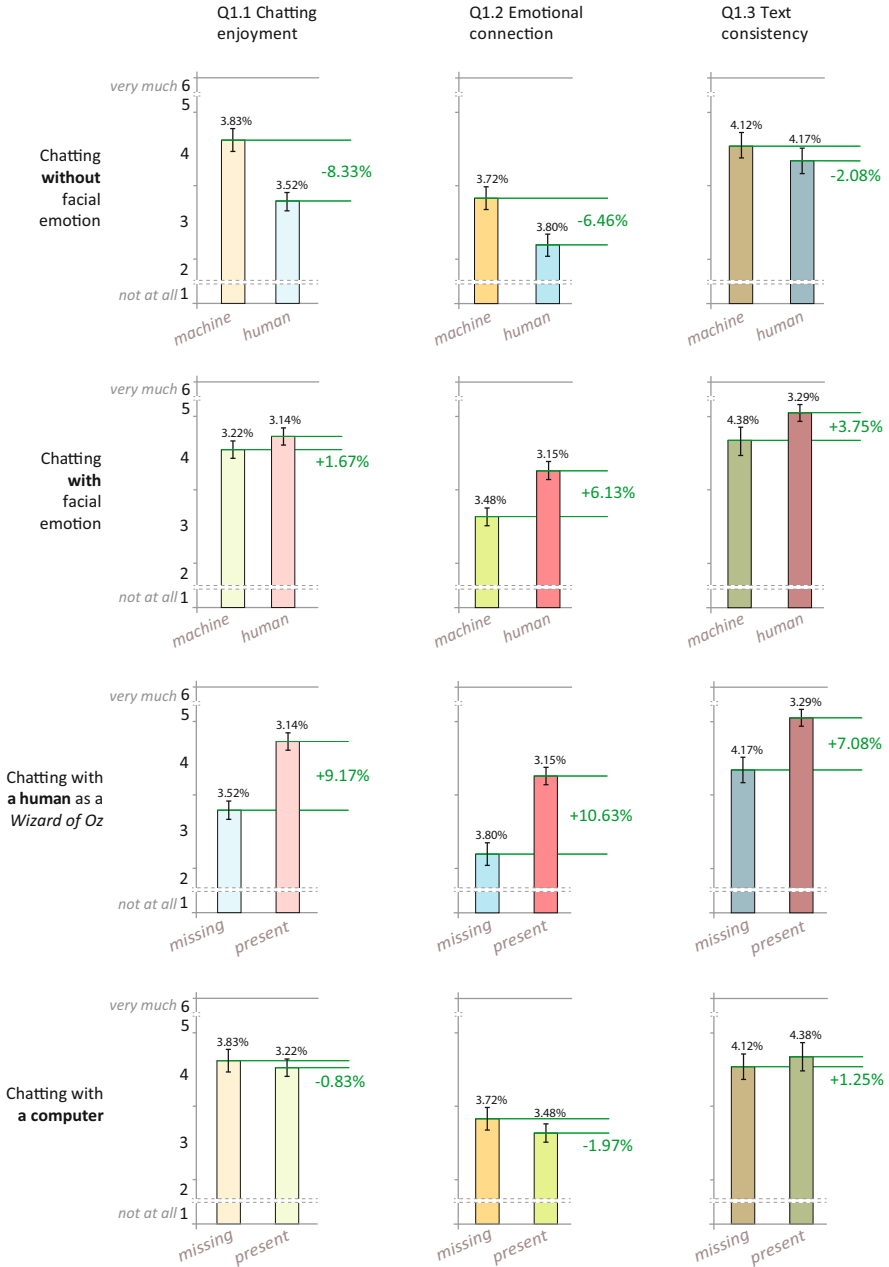 Q1.1 Chatting
enjoyment
Q1.2 Emotional
connection
Q1.3 Text
consistency
very much 6
5
4
3
2
not at all 1
Chatting
without
facial
emotion
3.83%
3.52%
-8.33%
machine
human
3.72%
3.80%
-6.46%
machine
human
4.12%
4.17%
-2.08%
machine
human
very much 6
5
4
3
2
not at all 1
Chatting
with
facial
emotion
3.22%
3.14%
+1.67%
machine
human
3.48%
3.15%
+6.13%
machine
human
4.38%
3.29%
+3.75%
machine
human
very much 6
5
4
3
2
not at all 1
Chatting with
a human as a
Wizard of Oz
3.52%
3.14%
+9.17%
missing
present
3.80%
3.15%
+10.63%
missing
present
4.17%
3.29%
+7.08%
missing
present
very much 6
5
4
3
2
not at all 1
Chatting with
a computer
3.83%
3.22%
-0.83%
missing
present
3.72%
3.48%
-1.97%
missing
present
4.12%
4.38%
+1.25%
missing
present